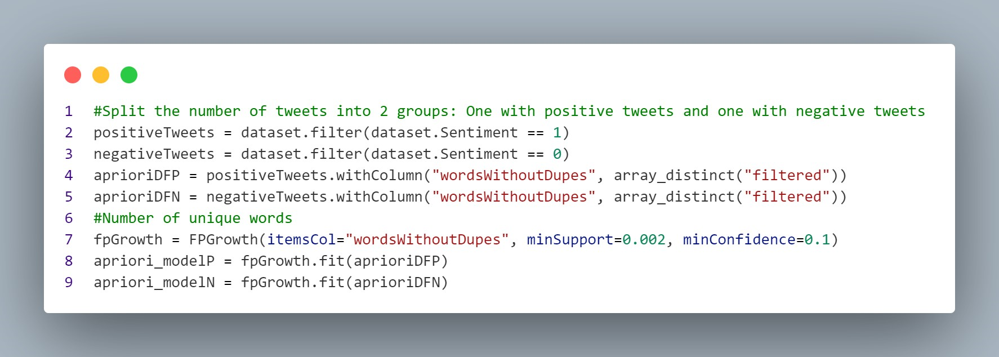 1 #Split the number of tweets into 2 groups: One with positive tweets and one with negative tweets
2 positiveTweets = dataset.filter(dataset.Sentiment == 1)
3 negativeTweets = dataset.filter(dataset.Sentiment == 0)
4 aprioriDFP = positiveTweets.withColumn("wordsWithoutDupes", array_distinct("filtered"))
5 aprioriDFN = negativeTweets.withColumn("wordsWithoutDupes", array_distinct("filtered"))
6 #Number of unique words
7 fpGrowth = FPGrowth(itemsCol="wordsWithoutDupes", minSupport=0.002, minConfidence=0.1)
8 apriori_modelP = fpGrowth.fit(aprioriDFP)
9 apriori_modelN = fpGrowth.fit(aprioriDFN)